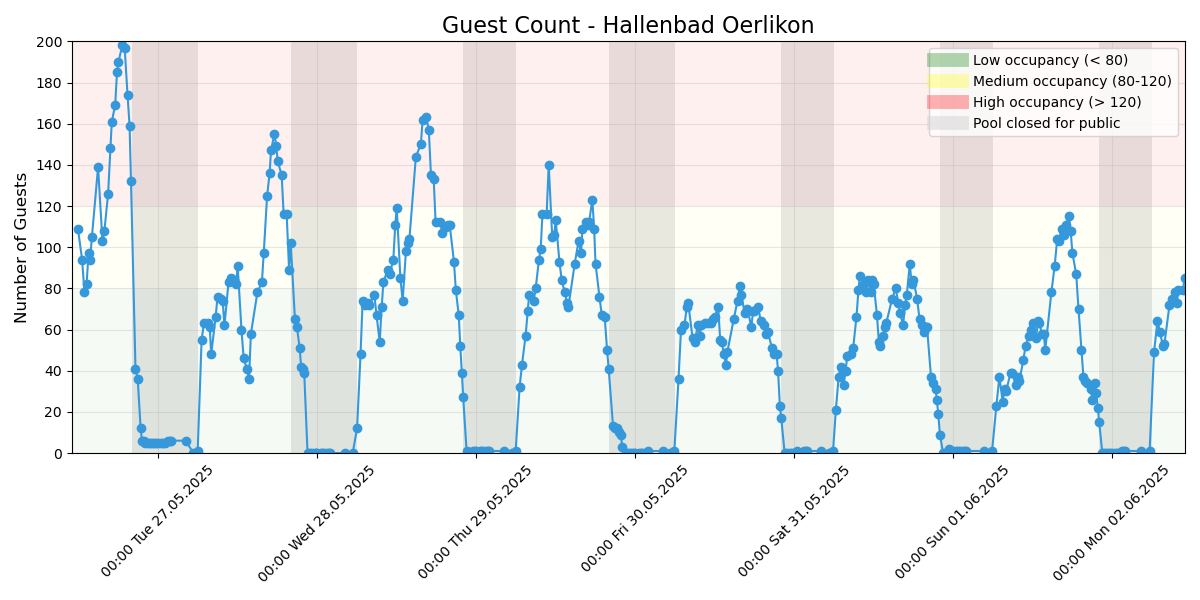 Guest Count - Hallenbad Oerlikon
Number of Guests
200
180
160
140
120
100
80
60
40
20
0
Low occupancy (< 80)
Medium occupancy (80-120)
High occupancy (> 120)
Pool closed for public
00:00 Tue 27.05.2025
00:00 Wed 28.05.2025
00:00 Thu 29.05.2025
00:00 Fri 30.05.2025
00:00 Sat 31.05.2025
00:00 Sun 01.06.2025
00:00 Mon 02.06.2025